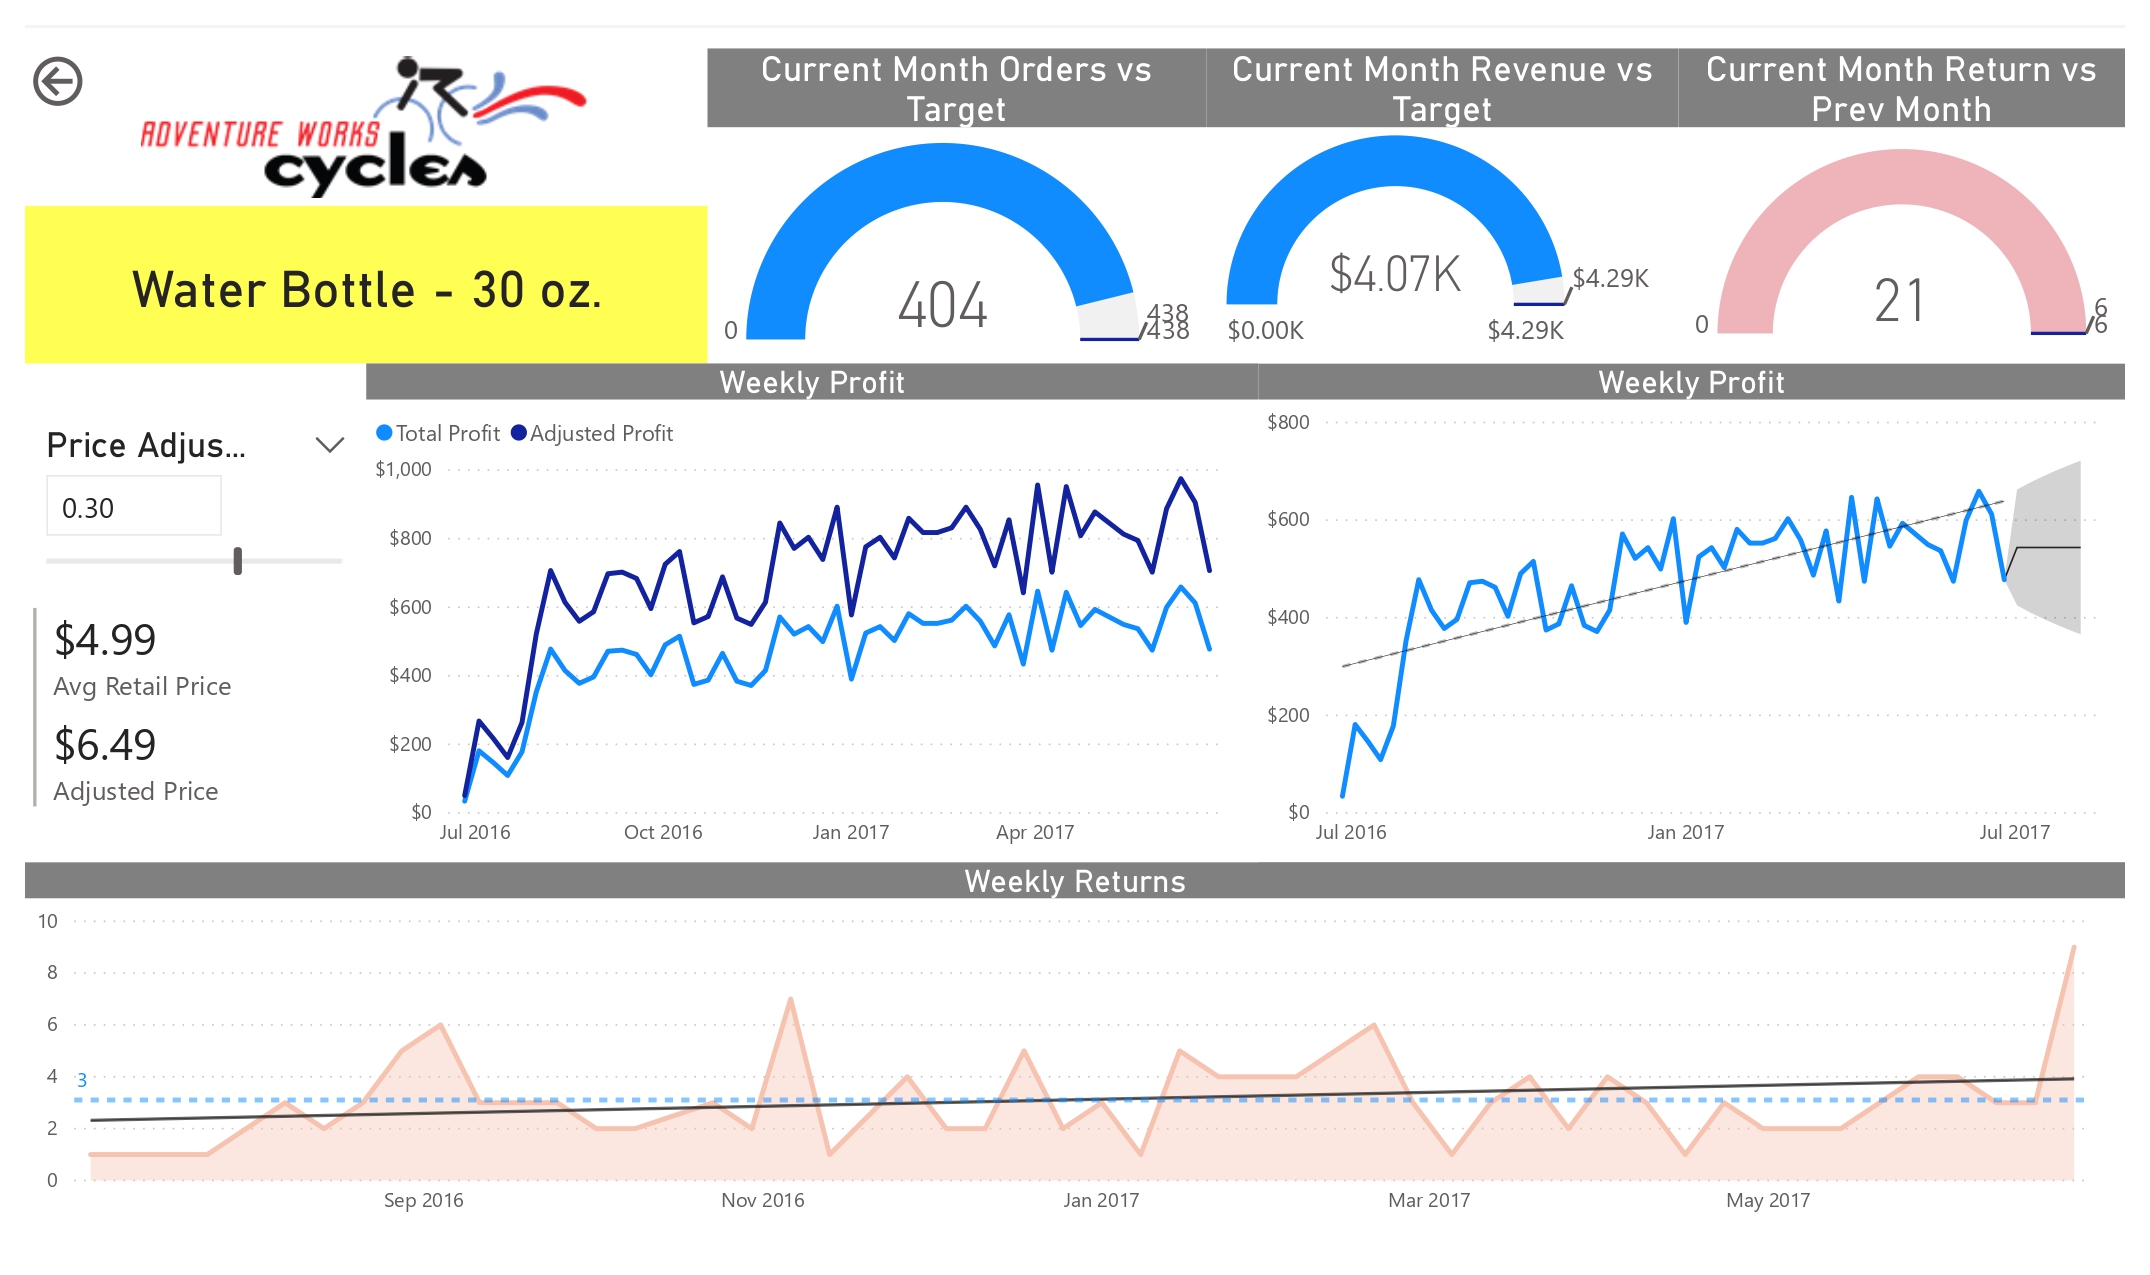 ADVENTURE WORKS
cycles
Water Bottle - 30 oz.
Current Month Orders vs
Target
404
0
438
438
Current Month Revenue vs
Target
$4.07K
$4.29K
$0.00K
$4.29K
Current Month Return vs
Prev Month
21
0
6
6
Price Adjus...
0.30
$4.99
Avg Retail Price
$6.49
Adjusted Price
Weekly Profit
Total Profit
Adjusted Profit
$1,000
$800
$600
$400
$200
$0
Jul 2016
Oct 2016
Jan 2017
Apr 2017
Weekly Profit
$800
$600
$400
$200
$0
Jul 2016
Jan 2017
Jul 2017
Weekly Returns
10
8
6
4
3
2
0
Sep 2016
Nov 2016
Jan 2017
Mar 2017
May 2017